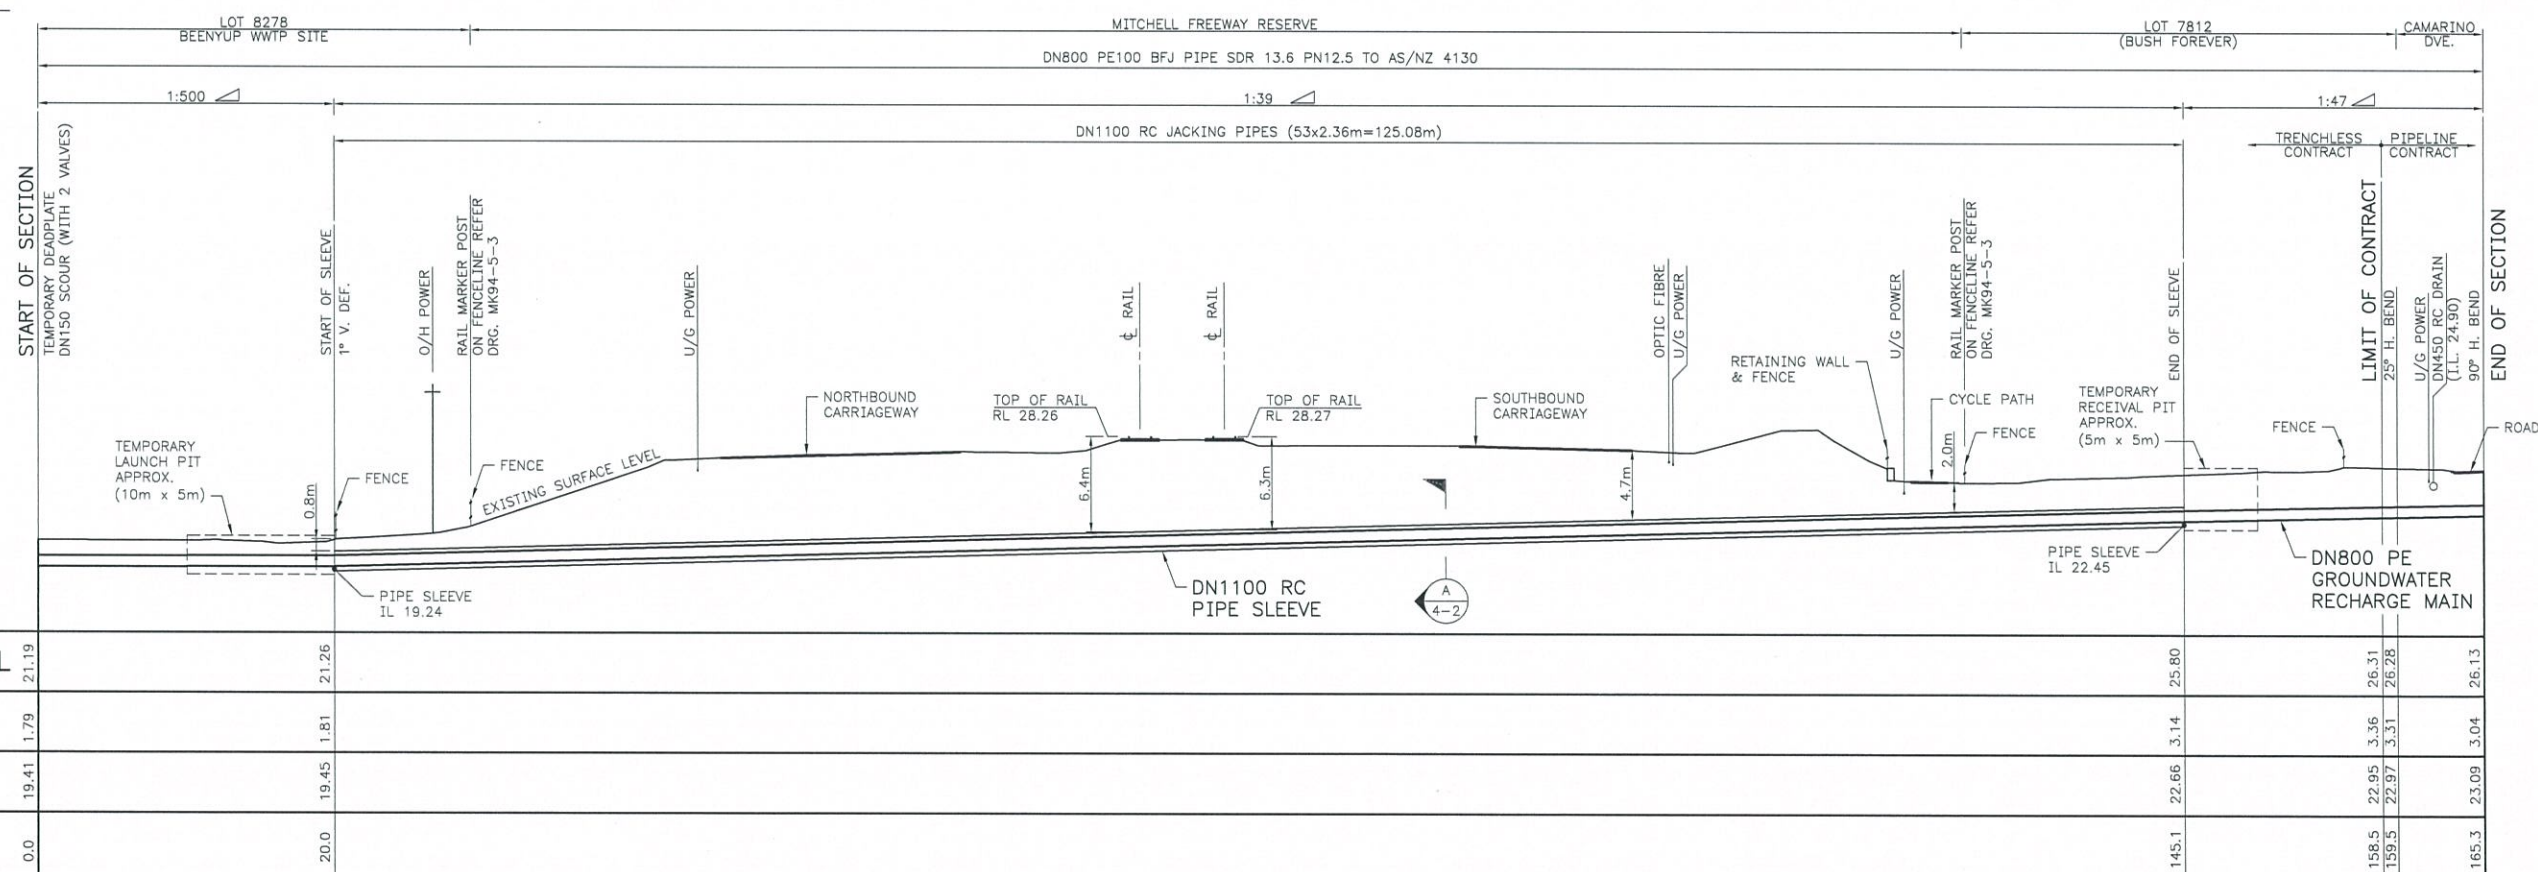 LOT 8278
BEENYUP WWTP SITE
MITCHELL FREEWAY RESERVE
LOT 7812
(BUSH FOREVER)
CAMARINO
DVE.
DN800 PE100 BFJ PIPE SDR 13.6 PN12.5 TO AS/NZ 4130
1:500
1:39
1:47
DN1100 RC JACKING PIPES (53x2.36m=125.08m)
TRENCHLESS
CONTRACT
PIPELINE
CONTRACT
START OF SECTION
TEMPORARY DEADPLATE
DN150 SCOUR (WITH 2 VALVES)
START OF SLEEVE
1° V. DEF.
O/H POWER
RAIL MARKER POST
ON FENCELINE REFER
DRG. MK94-5-3
U/G POWER
℄ RAIL
℄ RAIL
OPTIC FIBRE
U/G POWER
U/G POWER
RAIL MARKER POST
ON FENCELINE REFER
DRG. MK94-5-3
END OF SLEEVE
LIMIT OF CONTRACT
25° H. BEND
U/G POWER
DN450 RC DRAIN
(I.L. 24.90)
90° H. BEND
END OF SECTION
TEMPORARY
LAUNCH PIT
APPROX.
(10m x 5m)
0.8m
FENCE
FENCE
EXISTING SURFACE LEVEL
NORTHBOUND
CARRIAGEWAY
TOP OF RAIL
RL 28.26
6.4m
TOP OF RAIL
RL 28.27
6.3m
SOUTHBOUND
CARRIAGEWAY
4.7m
RETAINING WALL
& FENCE
CYCLE PATH
2.0m
FENCE
TEMPORARY
RECEIVAL PIT
APPROX.
(5m x 5m)
FENCE
ROAD
PIPE SLEEVE
IL 19.24
DN1100 RC
PIPE SLEEVE
A
4-2
PIPE SLEEVE
IL 22.45
DN800 PE
GROUNDWATER
RECHARGE MAIN
21.19 21.26 25.80 26.31 26.28 26.13
1.79 1.81 3.14 3.36 3.31 3.04
19.41 19.45 22.66 22.95 22.97 23.09
0.0 20.0 145.1 158.5 159.5 165.3